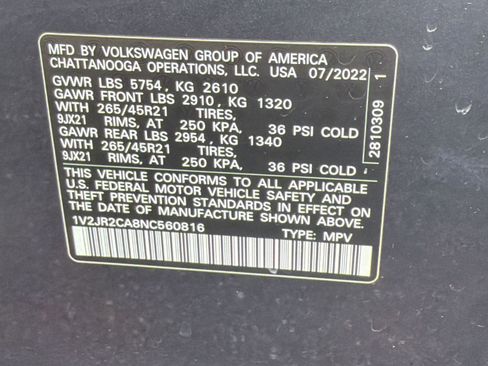 MFD BY VOLKSWAGEN GROUP OF AMERICA
CHATTANOOGA OPERATIONS, LLC. USA 07/2022
GVWR LBS 5754, KG 2610
GAWR FRONT LBS 2910, KG 1320
WITH 265/45R21 TIRES,
9JX21 RIMS, AT 250 KPA, 36 PSI COLD
GAWR REAR LBS 2954, KG 1340
WITH 265/45R21 TIRES,
9JX21 RIMS, AT 250 KPA, 36 PSI COLD
THIS VEHICLE CONFORMS TO ALL APPLICABLE
U.S. FEDERAL MOTOR VEHICLE SAFETY AND
THEFT PREVENTION STANDARDS IN EFFECT ON
THE DATE OF MANUFACTURE SHOWN ABOVE.
1V2JR2CA8NC560816 TYPE: MPV
2810309 1